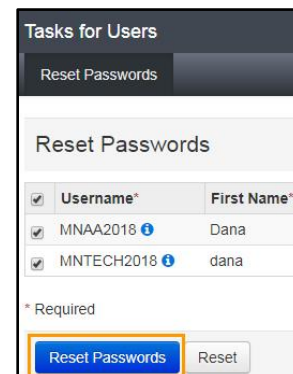 Tasks for Users
Reset Passwords
Reset Passwords
Username* First Name*
MNAA2018 Dana
MNTECH2018 dana
* Required
Reset Passwords Reset